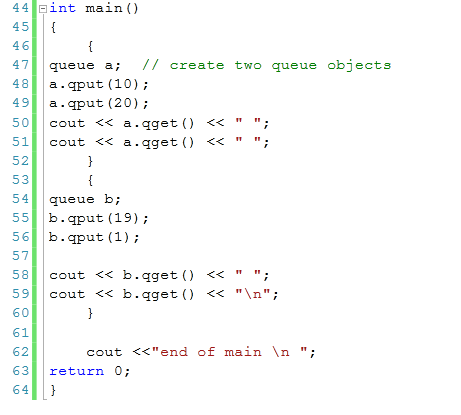 44 int main()
45 {
46     {
47 queue a;  // create two queue objects
48 a.qput(10);
49 a.qput(20);
50 cout << a.qget() << " ";
51 cout << a.qget() << " ";
52     }
53     {
54 queue b;
55 b.qput(19);
56 b.qput(1);
57
58 cout << b.qget() << " ";
59 cout << b.qget() << "\n";
60     }
61
62     cout <<"end of main \n ";
63 return 0;
64 }